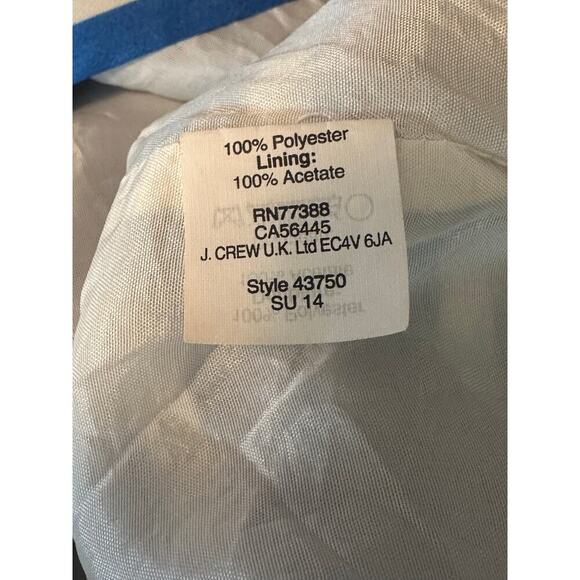 100% Polyester
Lining:
100% Acetate
RN77388
CA56445
J. CREW U.K. Ltd EC4V 6JA
Style 43750
SU 14